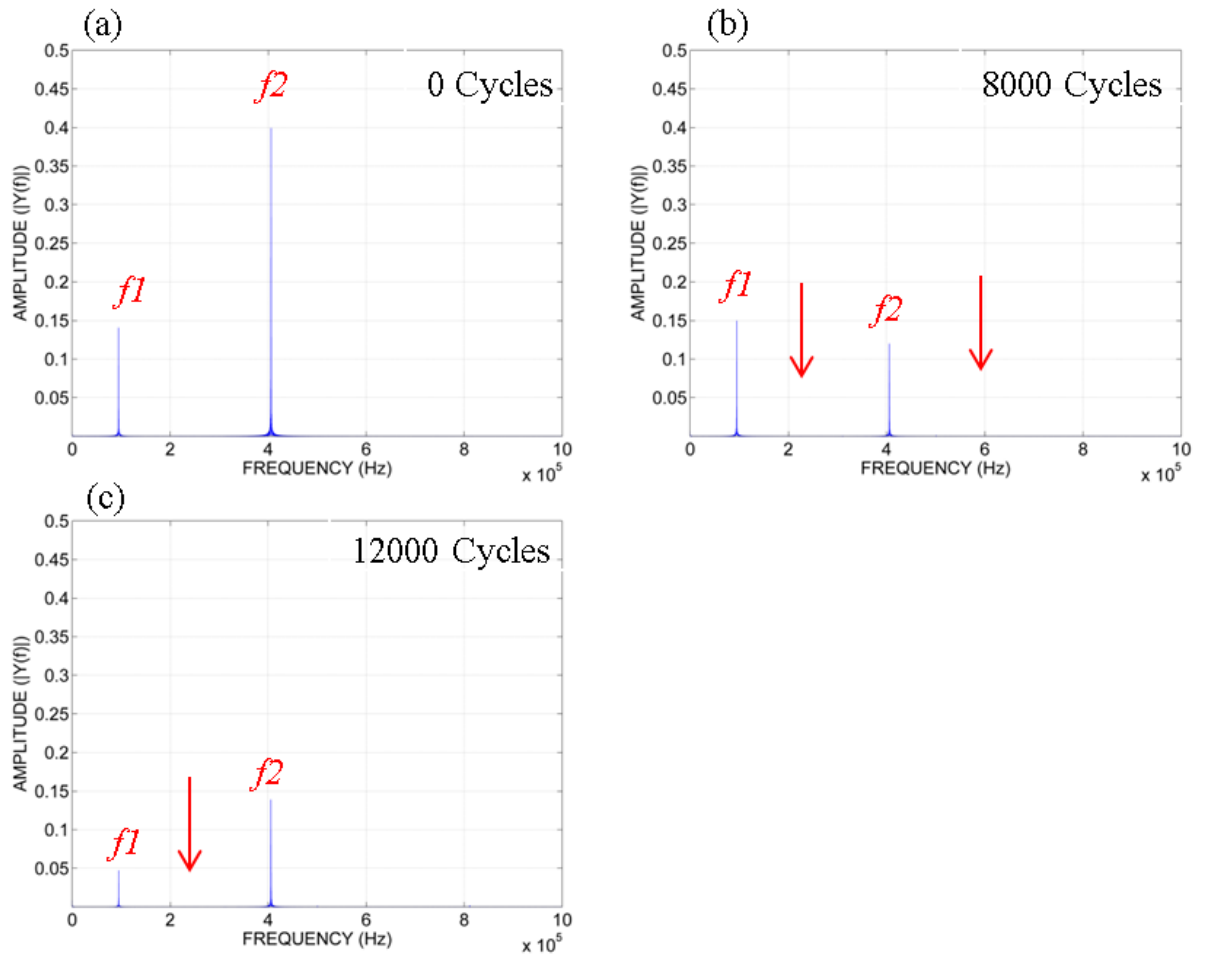 (a)
0.5
0.45
0.4
0.35
0.3
0.25
0.2
0.15
0.1
0.05
AMPLITUDE (|Y(f)|)
0 Cycles
f1
f2
0 2 4 6 8 10
FREQUENCY (Hz)
x 10^5
(b)
0.5
0.45
0.4
0.35
0.3
0.25
0.2
0.15
0.1
0.05
AMPLITUDE (|Y(f)|)
8000 Cycles
f1
f2
0 2 4 6 8 10
FREQUENCY (Hz)
x 10^5
(c)
0.5
0.45
0.4
0.35
0.3
0.25
0.2
0.15
0.1
0.05
AMPLITUDE (|Y(f)|)
12000 Cycles
f1
f2
0 2 4 6 8 10
FREQUENCY (Hz)
x 10^5